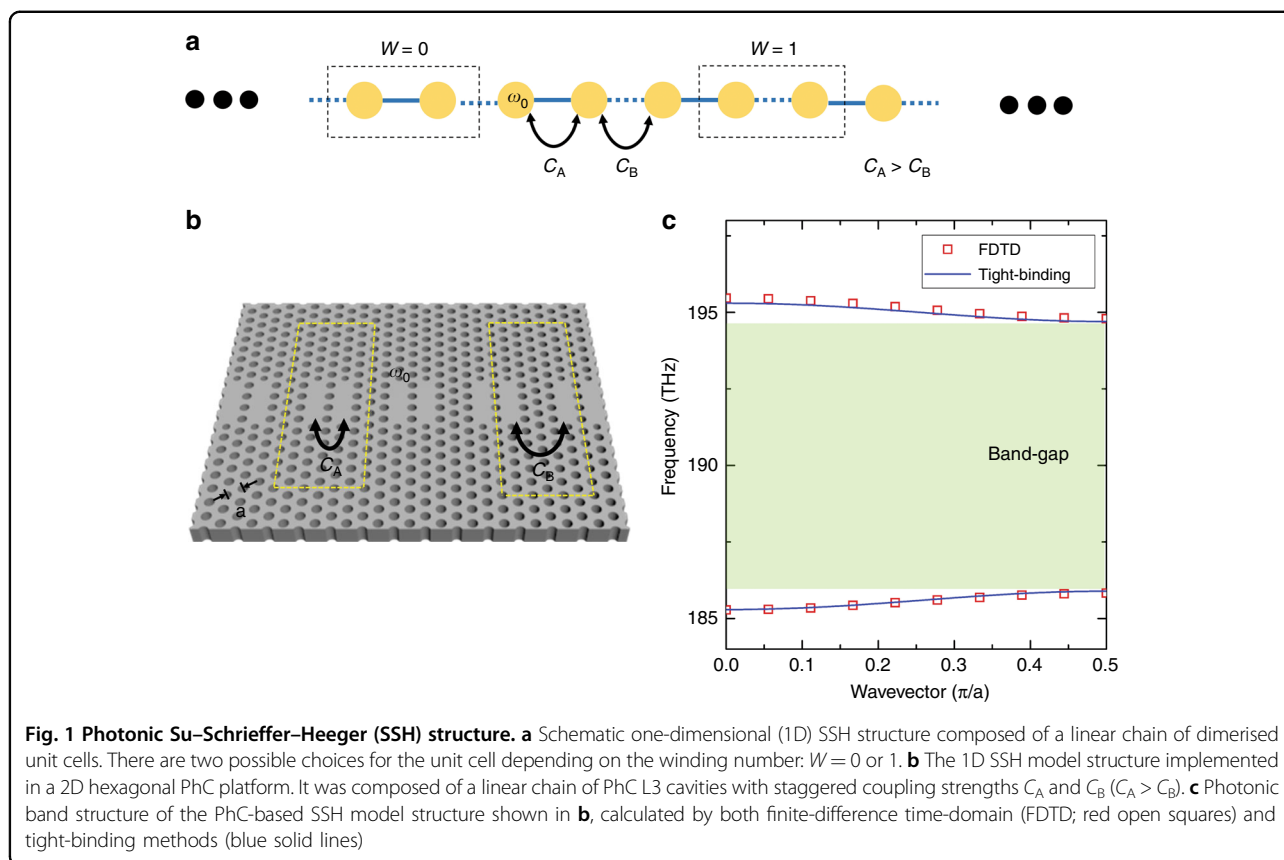 a
W = 0
W = 1
ω0
CA
CB
CA > CB
b
ω0
CA
CB
a
c
FDTD
Tight-binding
195
190
185
Frequency (THz)
Band-gap
0.0 0.1 0.2 0.3 0.4 0.5
Wavevector (π/a)
Fig. 1 Photonic Su–Schrieffer–Heeger (SSH) structure. a Schematic one-dimensional (1D) SSH structure composed of a linear chain of dimerised
unit cells. There are two possible choices for the unit cell depending on the winding number: W = 0 or 1. b The 1D SSH model structure implemented
in a 2D hexagonal PhC platform. It was composed of a linear chain of PhC L3 cavities with staggered coupling strengths CA and CB (CA > CB). c Photonic
band structure of the PhC-based SSH model structure shown in b, calculated by both finite-difference time-domain (FDTD; red open squares) and
tight-binding methods (blue solid lines)